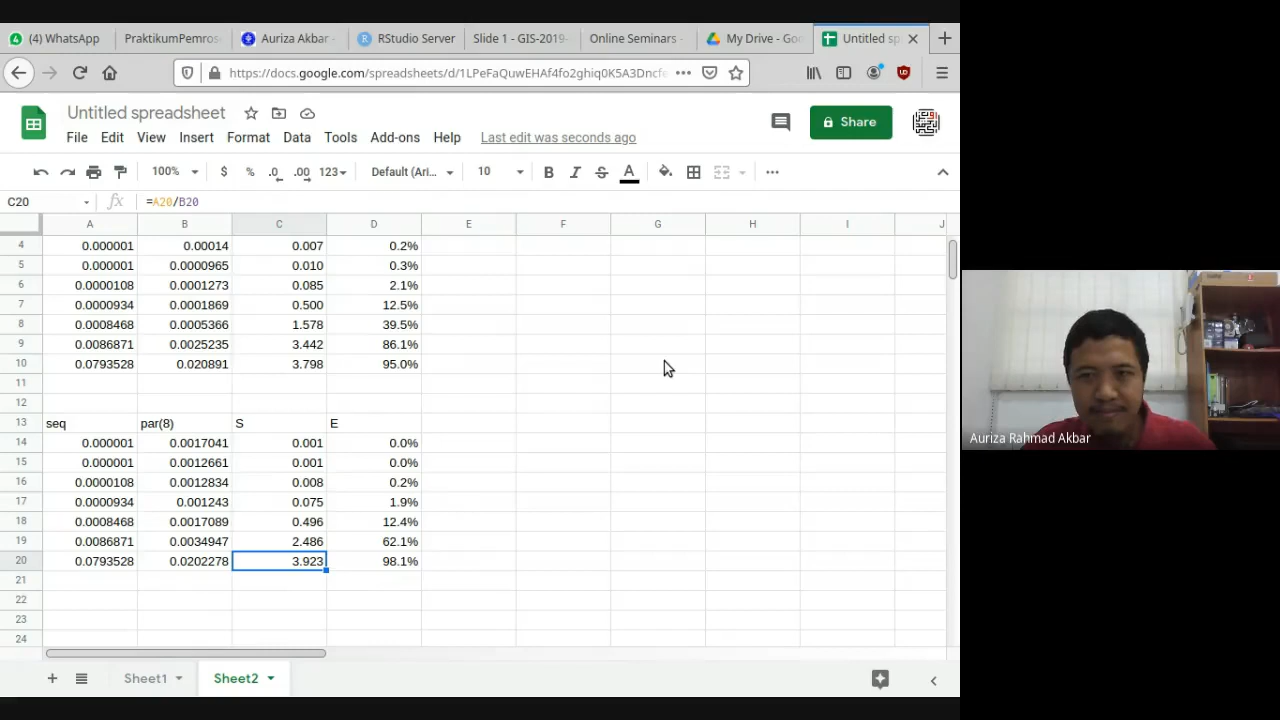 (4) WhatsApp PraktikumPemros Auriza Akbar - RStudio Server Slide 1 - GIS-2019- Online Seminars - My Drive - Goo Untitled sp
https://docs.google.com/spreadsheets/d/1LPeFaQuwEHAf4fo2ghiq0K5A3Dncfe
Untitled spreadsheet
Share
File Edit View Insert Format Data Tools Add-ons Help Last edit was seconds ago
100% $ % .0 .00 123 Default (Ari... 10 B I S A
C20 fx =A20/B20
A B C D E F G H I J
4 0.000001 0.00014 0.007 0.2%
5 0.000001 0.0000965 0.010 0.3%
6 0.0000108 0.0001273 0.085 2.1%
7 0.0000934 0.0001869 0.500 12.5%
8 0.0008468 0.0005366 1.578 39.5%
9 0.0086871 0.0025235 3.442 86.1%
10 0.0793528 0.020891 3.798 95.0%
11
12
13 seq par(8) S E
14 0.000001 0.0017041 0.001 0.0%
15 0.000001 0.0012661 0.001 0.0%
16 0.0000108 0.0012834 0.008 0.2%
17 0.0000934 0.001243 0.075 1.9%
18 0.0008468 0.0017089 0.496 12.4%
19 0.0086871 0.0034947 2.486 62.1%
20 0.0793528 0.0202278 3.923 98.1%
21
22
23
24
Sheet1 Sheet2
Auriza Rahmad Akbar